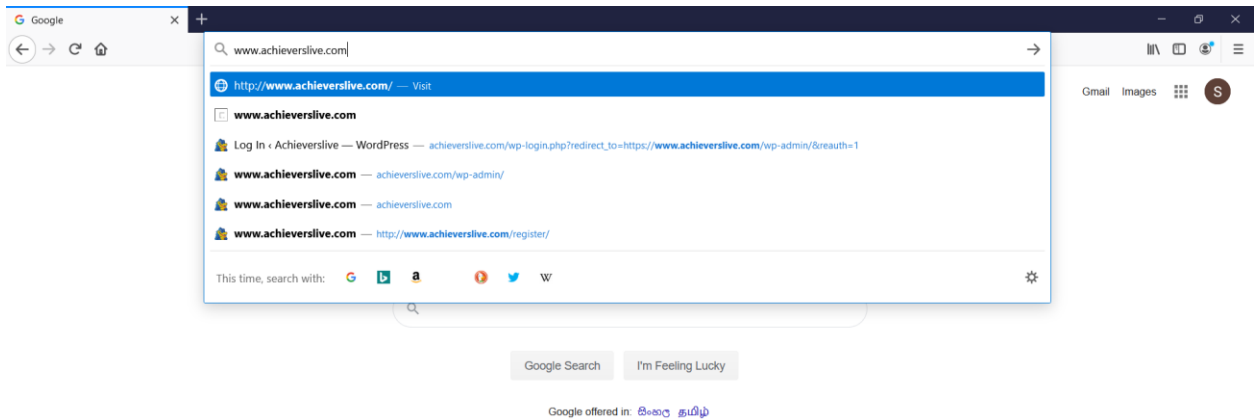 Google
www.achieverslive.com
http://www.achieverslive.com/ — Visit
www.achieverslive.com
Log In ‹ Achieverslive — WordPress — achieverslive.com/wp-login.php?redirect_to=https://www.achieverslive.com/wp-admin/&reauth=1
www.achieverslive.com — achieverslive.com/wp-admin/
www.achieverslive.com — achieverslive.com
www.achieverslive.com — http://www.achieverslive.com/register/
This time, search with:
Gmail Images S
Google Search I'm Feeling Lucky
Google offered in: සිංහල தமிழ்